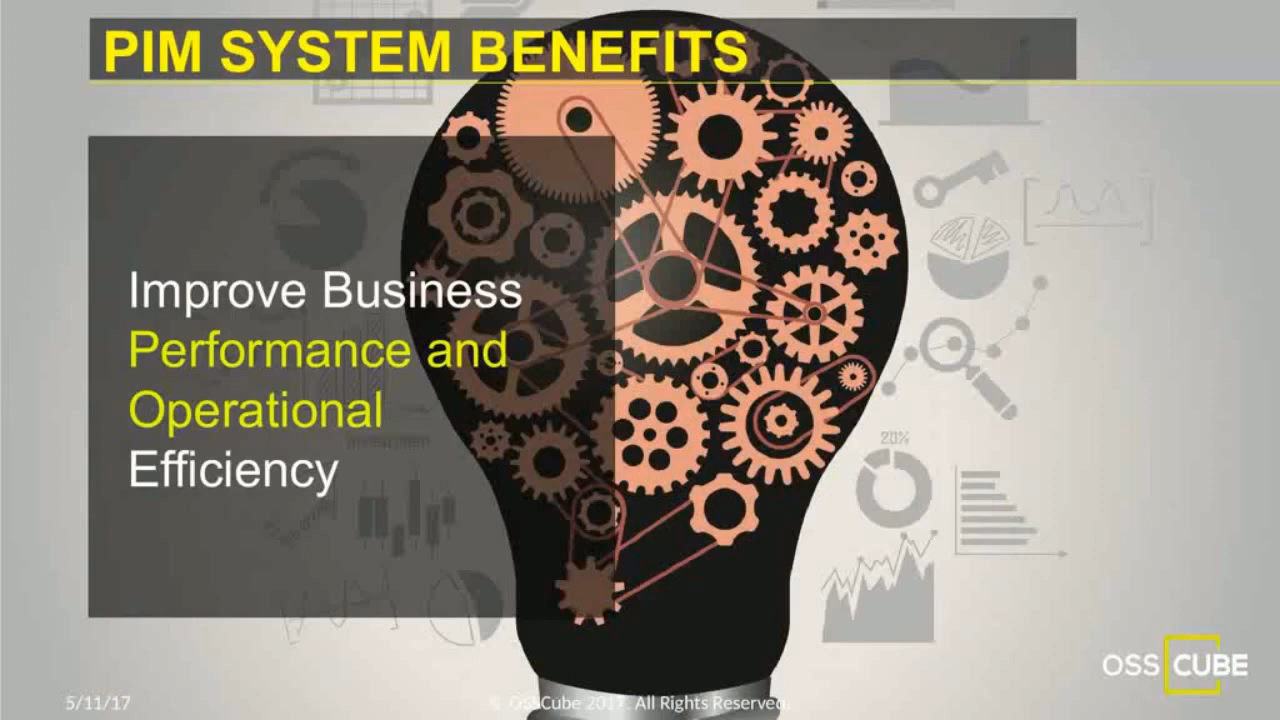 PIM SYSTEM BENEFITS
Improve Business
Performance and
Operational
Efficiency
20%
OSS CUBE
5/11/17
© OSSCube 2017. All Rights Reserved.